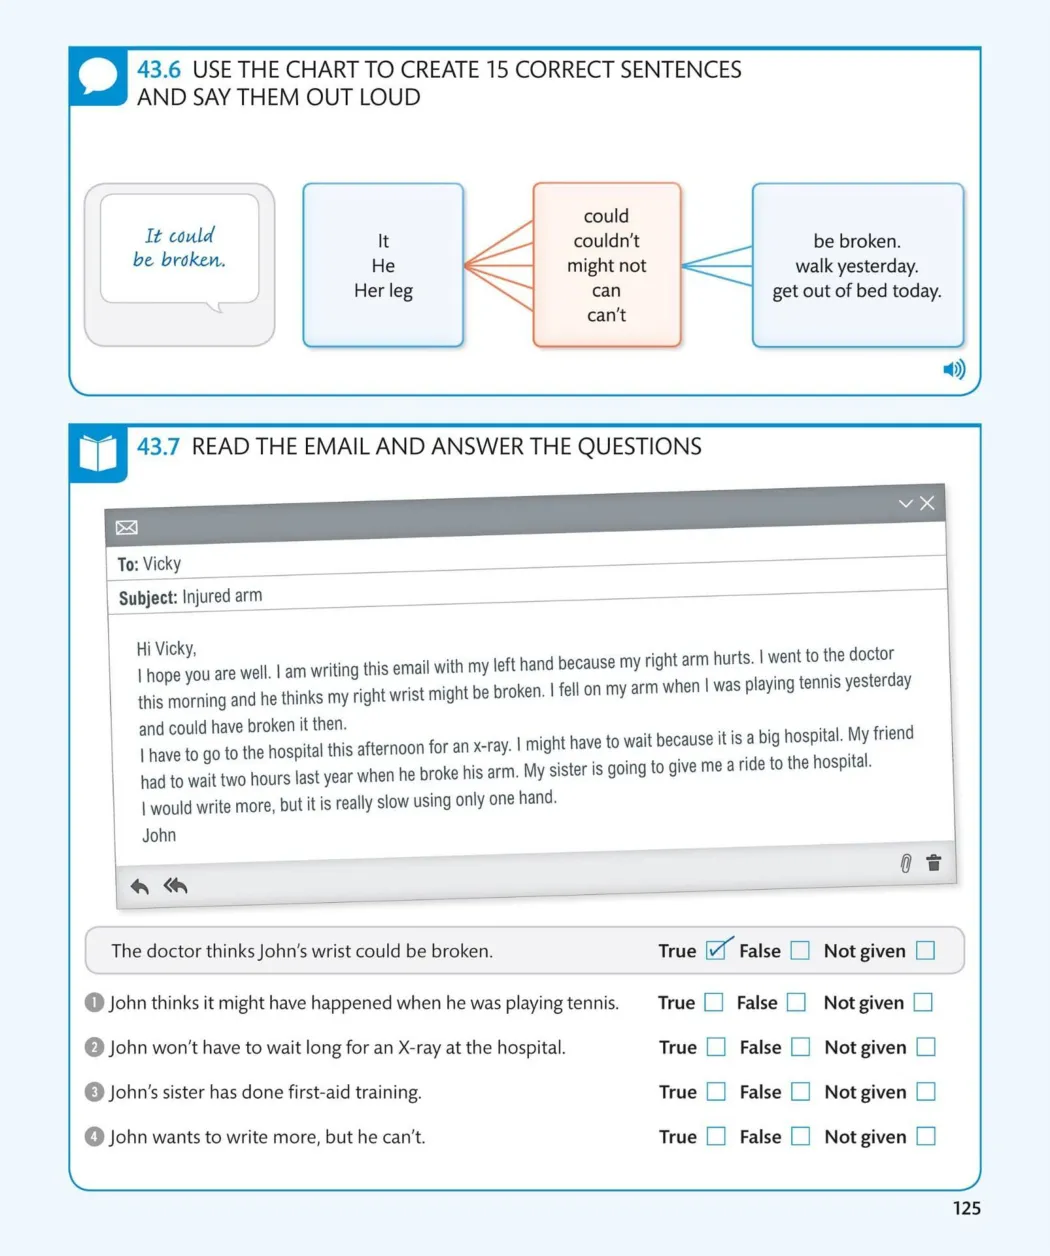 43.6 USE THE CHART TO CREATE 15 CORRECT SENTENCES
AND SAY THEM OUT LOUD
It could
be broken.
It
He
Her leg
could
couldn't
might not
can
can't
be broken.
walk yesterday.
get out of bed today.
43.7 READ THE EMAIL AND ANSWER THE QUESTIONS
To: Vicky
Subject: Injured arm
Hi Vicky,
I hope you are well. I am writing this email with my left hand because my right arm hurts. I went to the doctor
this morning and he thinks my right wrist might be broken. I fell on my arm when I was playing tennis yesterday
and could have broken it then.
I have to go to the hospital this afternoon for an x-ray. I might have to wait because it is a big hospital. My friend
had to wait two hours last year when he broke his arm. My sister is going to give me a ride to the hospital.
I would write more, but it is really slow using only one hand.
John
The doctor thinks John's wrist could be broken. True False Not given
1 John thinks it might have happened when he was playing tennis. True False Not given
2 John won't have to wait long for an X-ray at the hospital. True False Not given
3 John's sister has done first-aid training. True False Not given
4 John wants to write more, but he can't. True False Not given
125